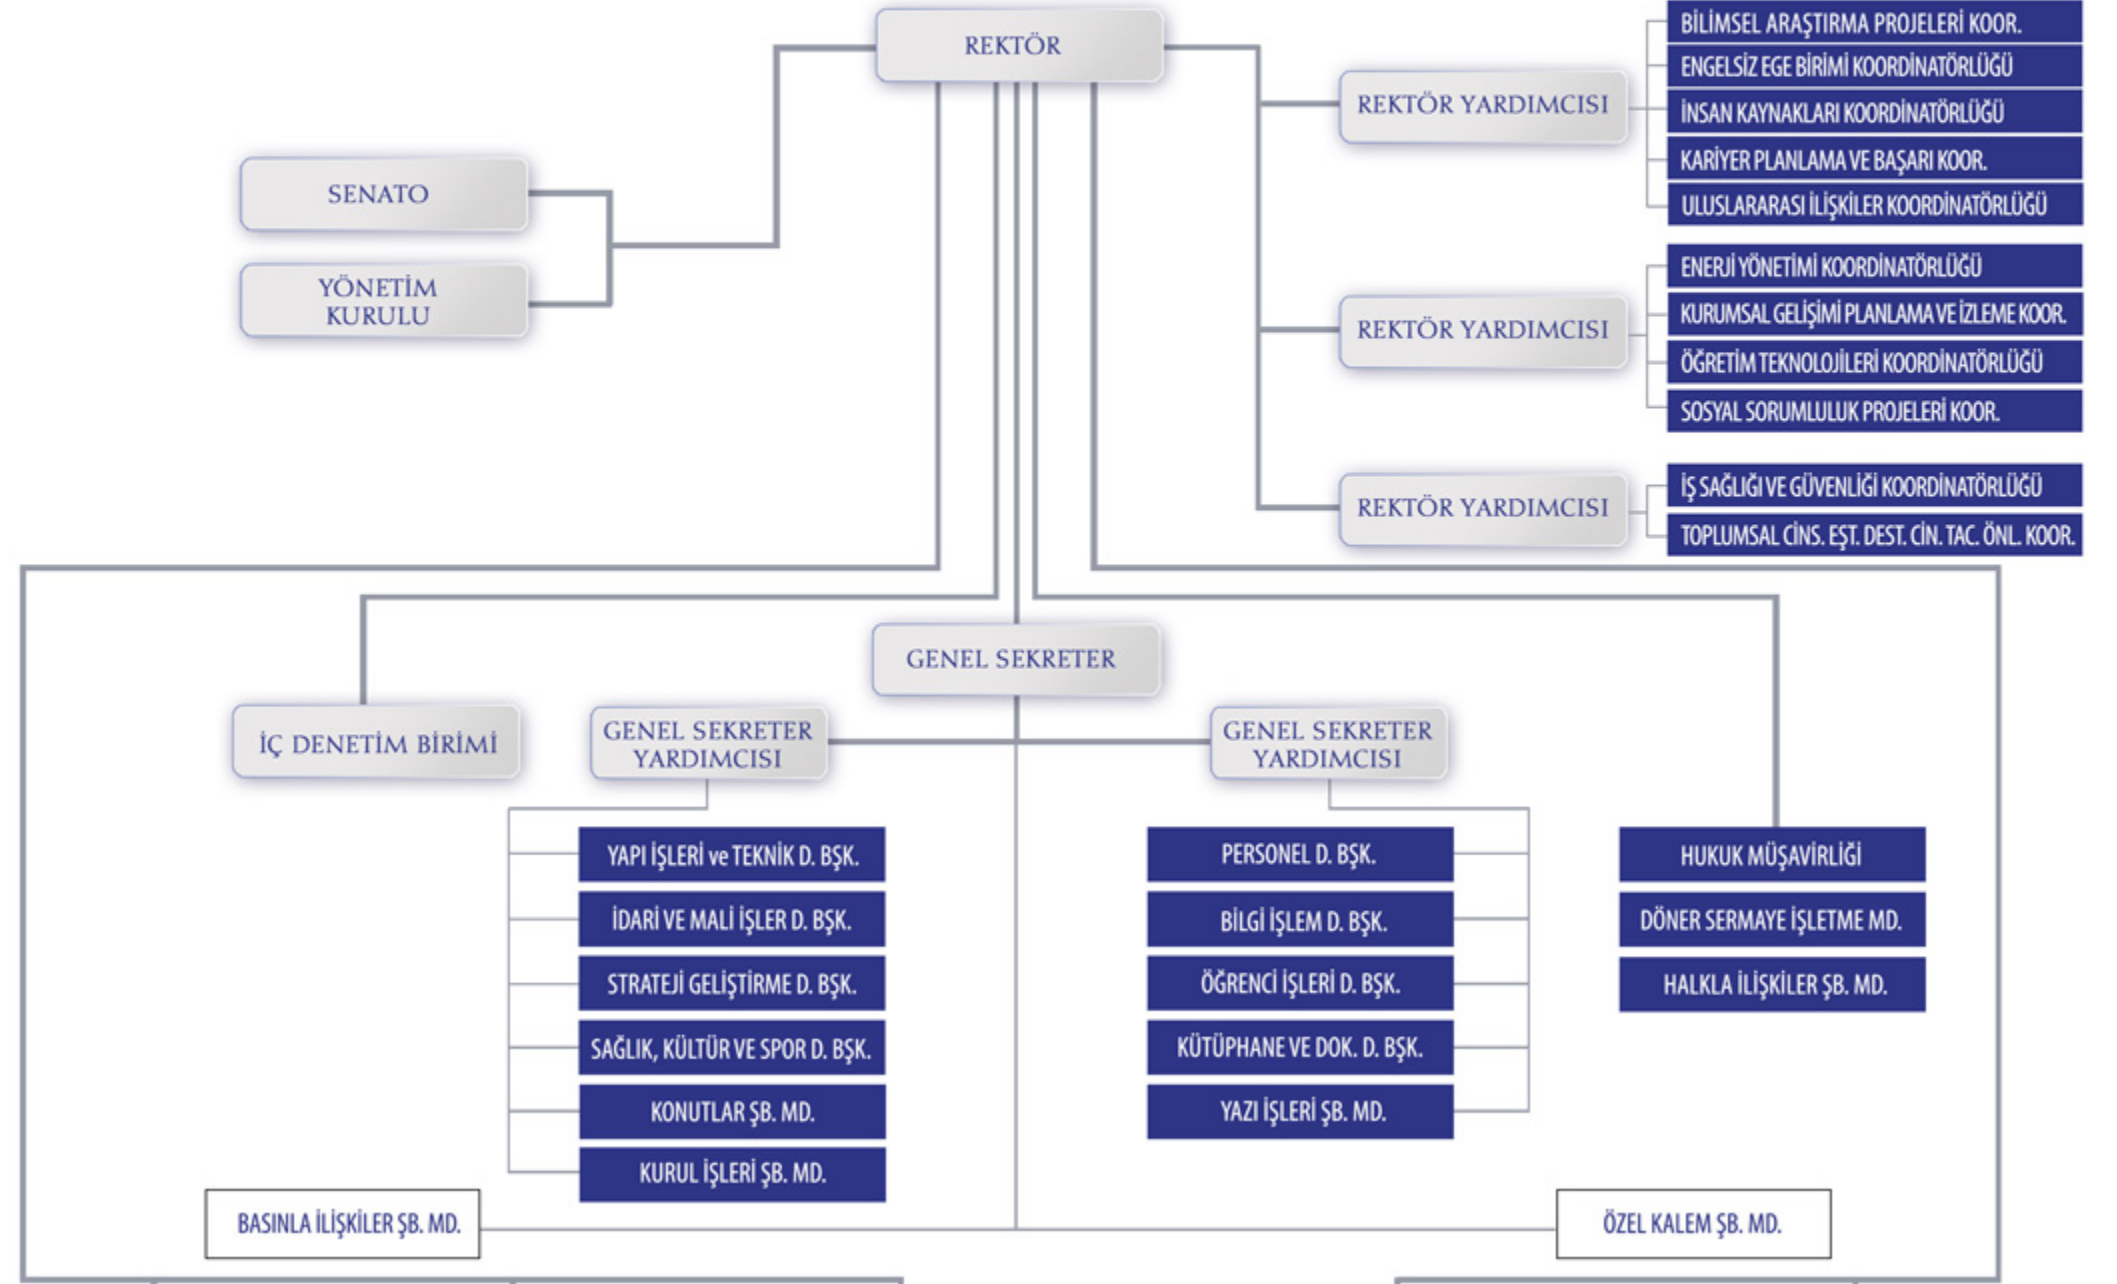 REKTÖR
SENATO
YÖNETİM
KURULU
REKTÖR YARDIMCISI
BİLİMSEL ARAŞTIRMA PROJELERİ KOOR.
ENGELSİZ EGE BİRİMİ KOORDİNATÖRLÜĞÜ
İNSAN KAYNAKLARI KOORDİNATÖRLÜĞÜ
KARİYER PLANLAMA VE BAŞARI KOOR.
ULUSLARARASI İLİŞKİLER KOORDİNATÖRLÜĞÜ
REKTÖR YARDIMCISI
ENERJİ YÖNETİMİ KOORDİNATÖRLÜĞÜ
KURUMSAL GELİŞİMİ PLANLAMA VE İZLEME KOOR.
ÖĞRETİM TEKNOLOJİLERİ KOORDİNATÖRLÜĞÜ
SOSYAL SORUMLULUK PROJELERİ KOOR.
REKTÖR YARDIMCISI
İŞ SAĞLIĞI VE GÜVENLİĞİ KOORDİNATÖRLÜĞÜ
TOPLUMSAL CİNS. EŞT. DEST. CİN. TAC. ÖNL. KOOR.
GENEL SEKRETER
İÇ DENETİM BİRİMİ
GENEL SEKRETER
YARDIMCISI
YAPI İŞLERİ ve TEKNİK D. BŞK.
İDARİ VE MALİ İŞLER D. BŞK.
STRATEJİ GELİŞTİRME D. BŞK.
SAĞLIK, KÜLTÜR VE SPOR D. BŞK.
KONUTLAR ŞB. MD.
KURUL İŞLERİ ŞB. MD.
GENEL SEKRETER
YARDIMCISI
PERSONEL D. BŞK.
BİLGİ İŞLEM D. BŞK.
ÖĞRENCİ İŞLERİ D. BŞK.
KÜTÜPHANE VE DOK. D. BŞK.
YAZI İŞLERİ ŞB. MD.
HUKUK MÜŞAVİRLİĞİ
DÖNER SERMAYE İŞLETME MD.
HALKLA İLİŞKİLER ŞB. MD.
BASINLA İLİŞKİLER ŞB. MD.
ÖZEL KALEM ŞB. MD.